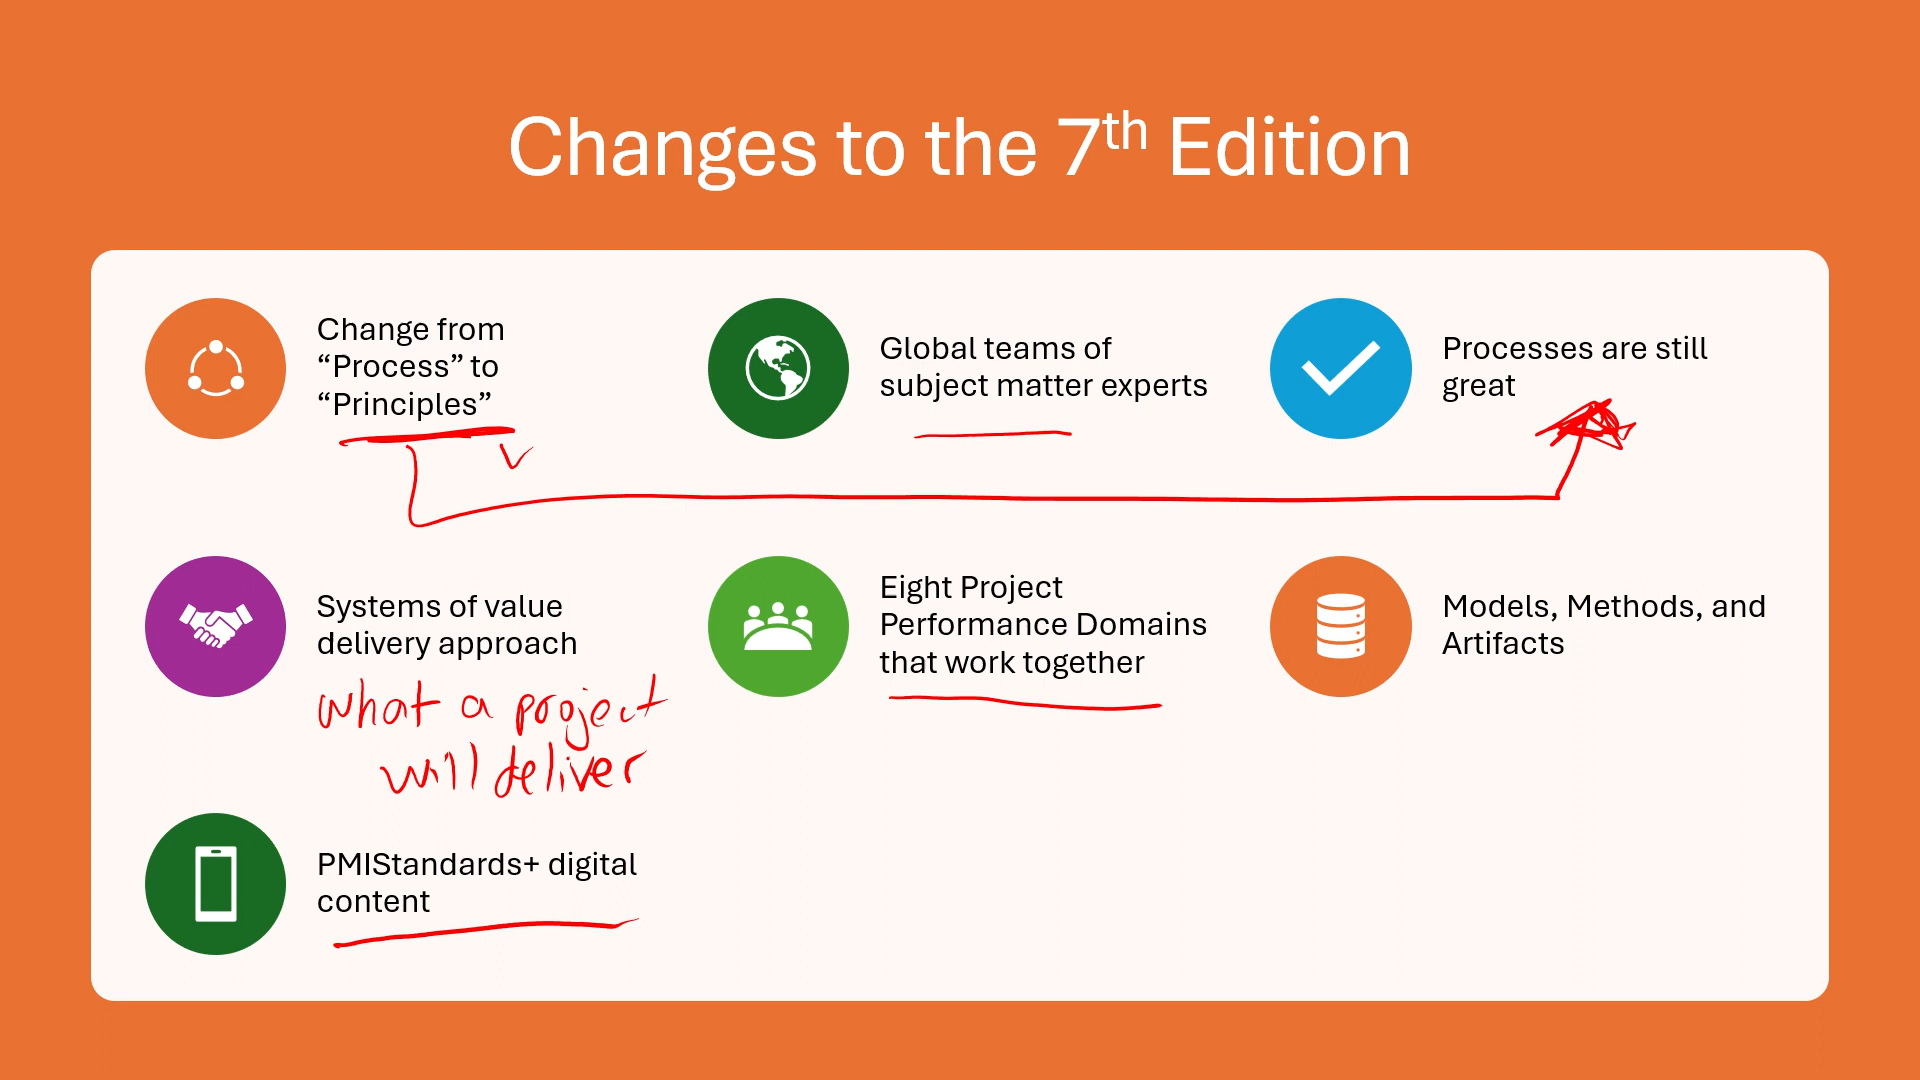 Changes to the 7th Edition
Change from
“Process” to
“Principles”
Global teams of
subject matter experts
Processes are still
great
Systems of value
delivery approach
what a project
will deliver
Eight Project
Performance Domains
that work together
Models, Methods, and
Artifacts
PMIStandards+ digital
content